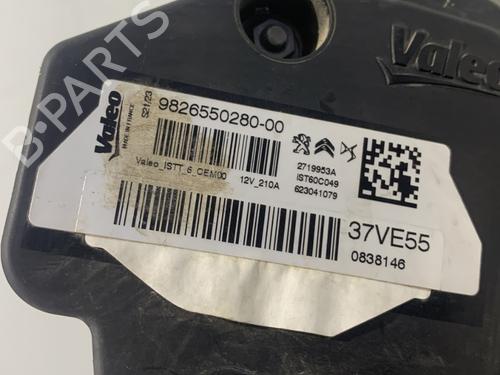 Valeo
B-PARTS
Valeo
MADE IN FRANCE
S21/23
9826550280-00
2719953A
Valeo_ISTT_6_CEM00
12V_210A
IST60C049
623041079
37VE55
0838146